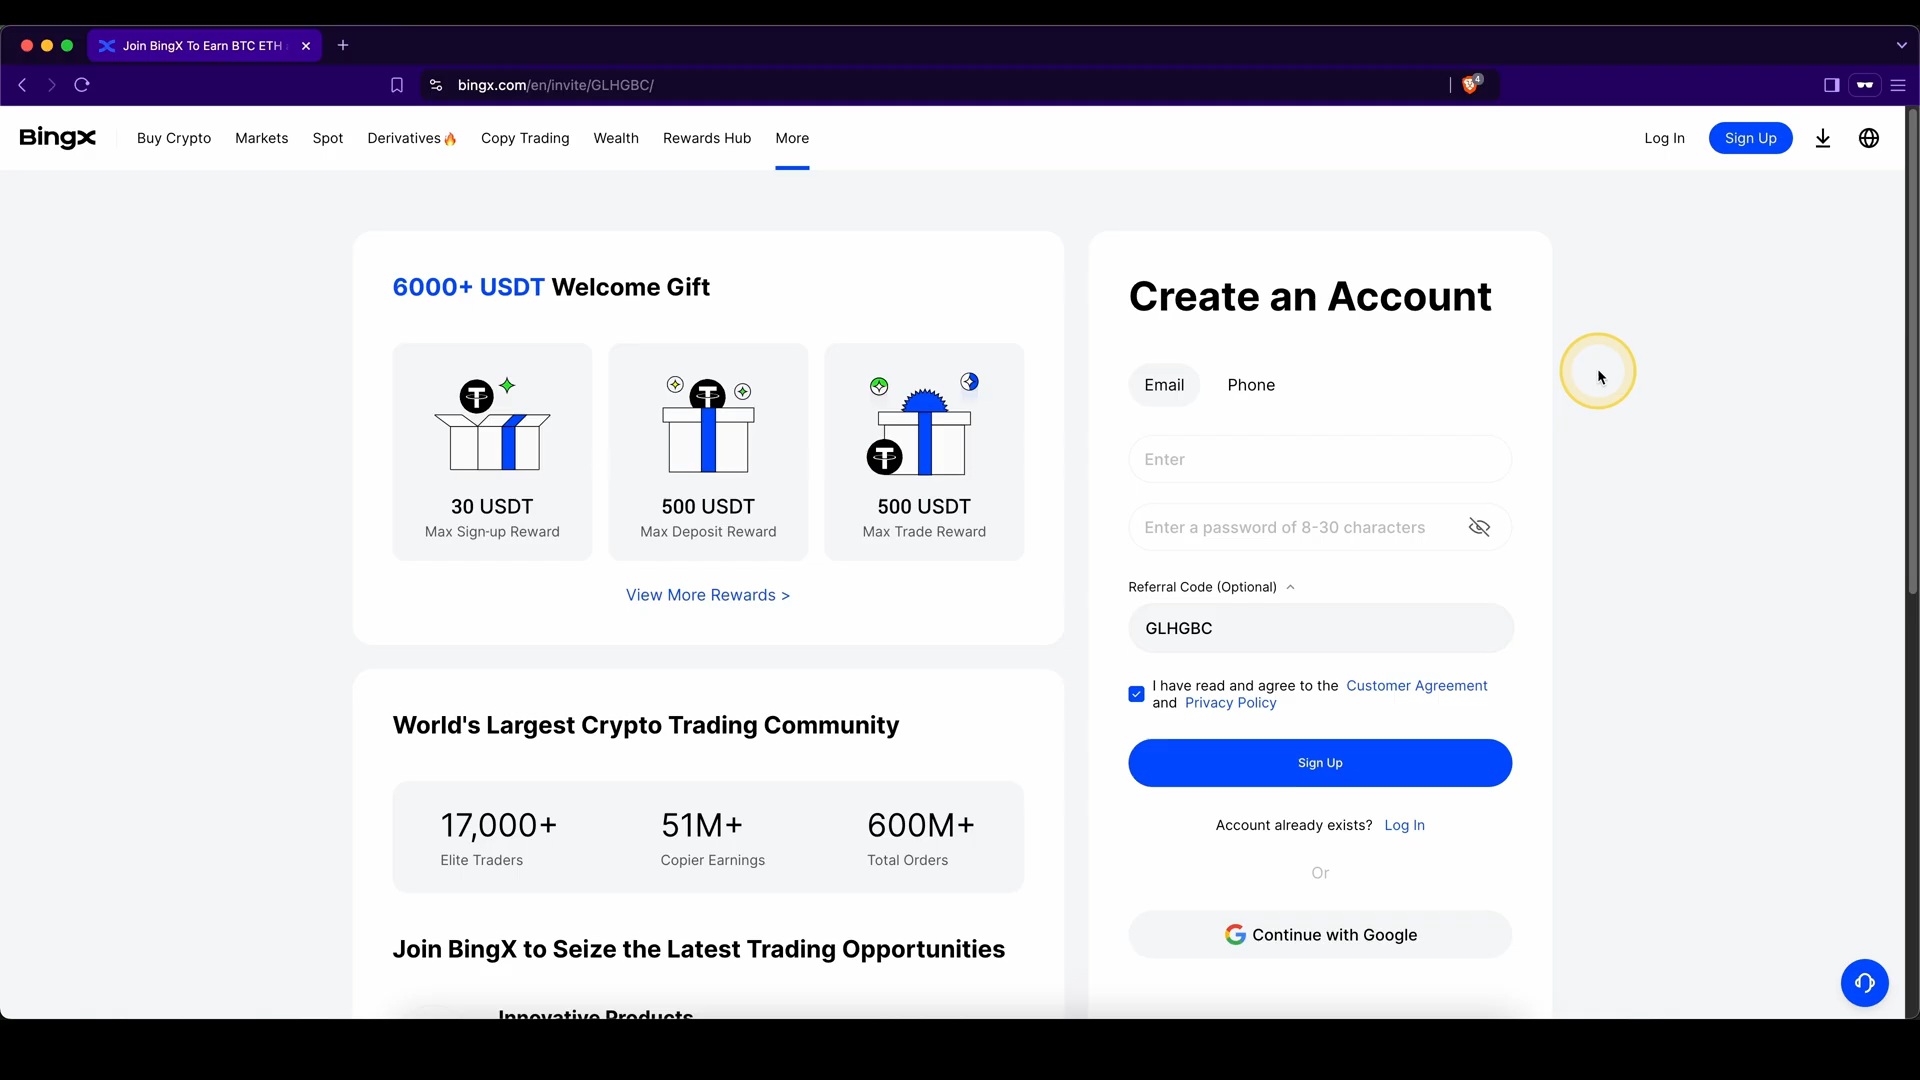 Join BingX To Earn BTC ETH
bingx.com/en/invite/GLHGBC/
4
BingX
Buy Crypto
Markets
Spot
Derivatives🔥
Copy Trading
Wealth
Rewards Hub
More
Log In
Sign Up
6000+ USDT Welcome Gift
30 USDT
Max Sign-up Reward
500 USDT
Max Deposit Reward
500 USDT
Max Trade Reward
View More Rewards >
World's Largest Crypto Trading Community
17,000+
Elite Traders
51M+
Copier Earnings
600M+
Total Orders
Join BingX to Seize the Latest Trading Opportunities
Innovative Products
Create an Account
Email
Phone
Enter
Enter a password of 8-30 characters
Referral Code (Optional)
GLHGBC
I have read and agree to the Customer Agreement
and Privacy Policy
Sign Up
Account already exists? Log In
Or
Continue with Google